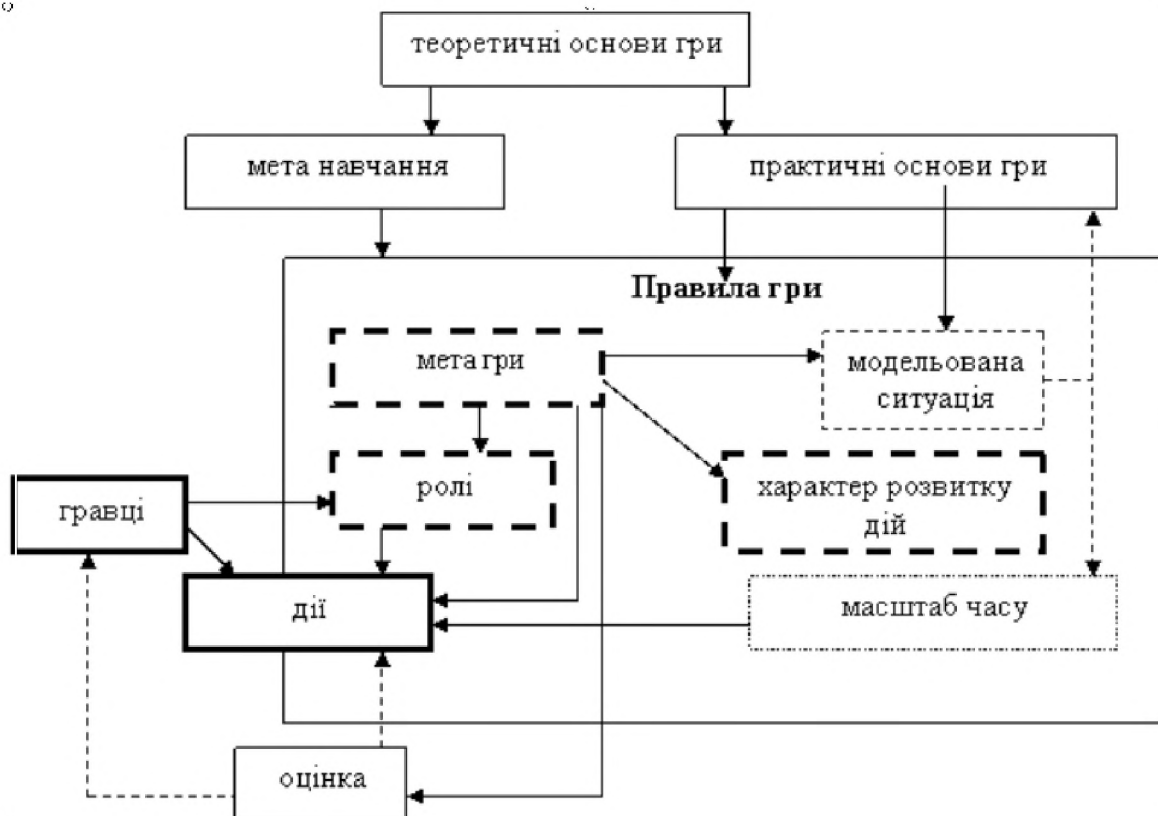 теоретичні основи гри
мета навчання
практичні основи гри
Правила гри
мета гри
модельована
ситуація
ролі
характер розвитку
дій
гравці
дії
масштаб часу
оцінка